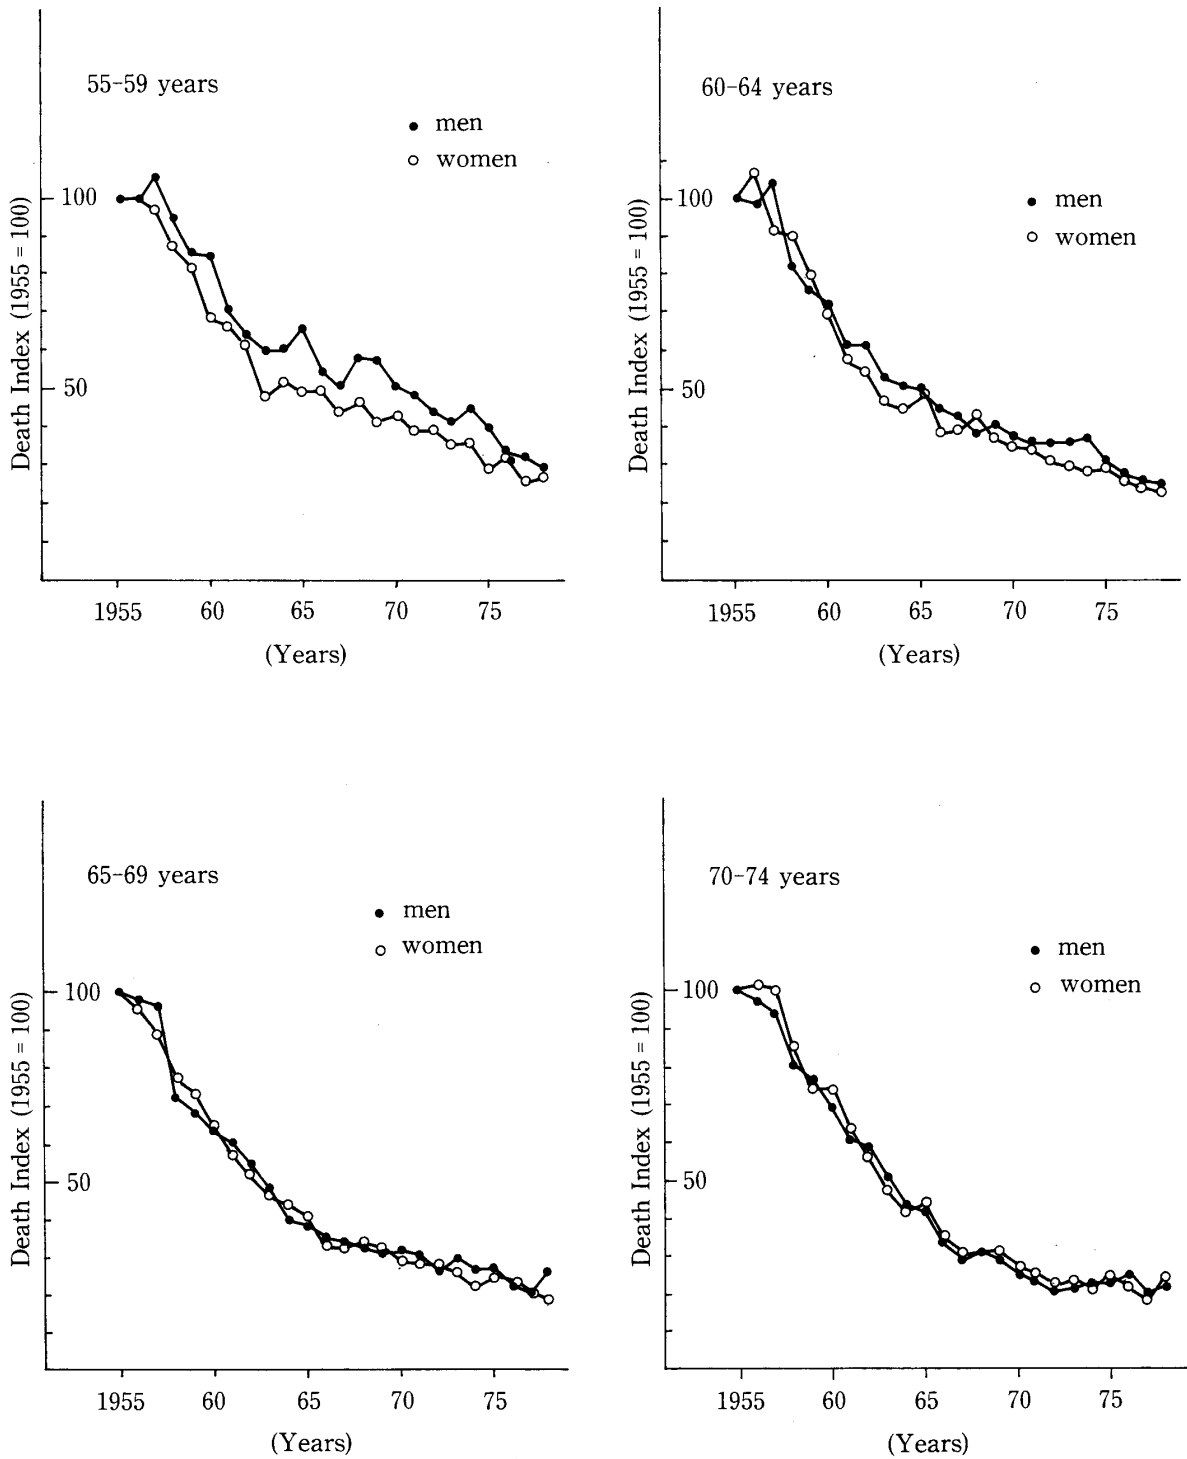 55-59 years
men
women
100
50
Death Index (1955 = 100)
1955 60 65 70 75
(Years)
60-64 years
men
women
100
50
Death Index (1955 = 100)
1955 60 65 70 75
(Years)
65-69 years
men
women
100
50
Death Index (1955 = 100)
1955 60 65 70 75
(Years)
70-74 years
men
women
100
50
Death Index (1955 = 100)
1955 60 65 70 75
(Years)